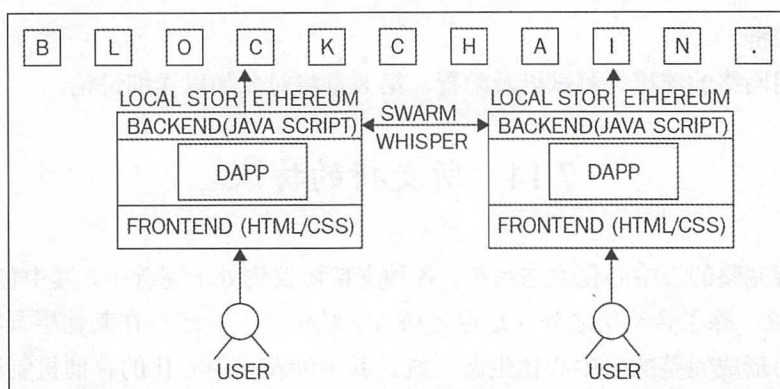 B L O C K C H A I N .
LOCAL STOR ETHEREUM LOCAL STOR ETHEREUM
BACKEND(JAVA SCRIPT) SWARM BACKEND(JAVA SCRIPT)
WHISPER
DAPP DAPP
FRONTEND (HTML/CSS) FRONTEND (HTML/CSS)
USER USER